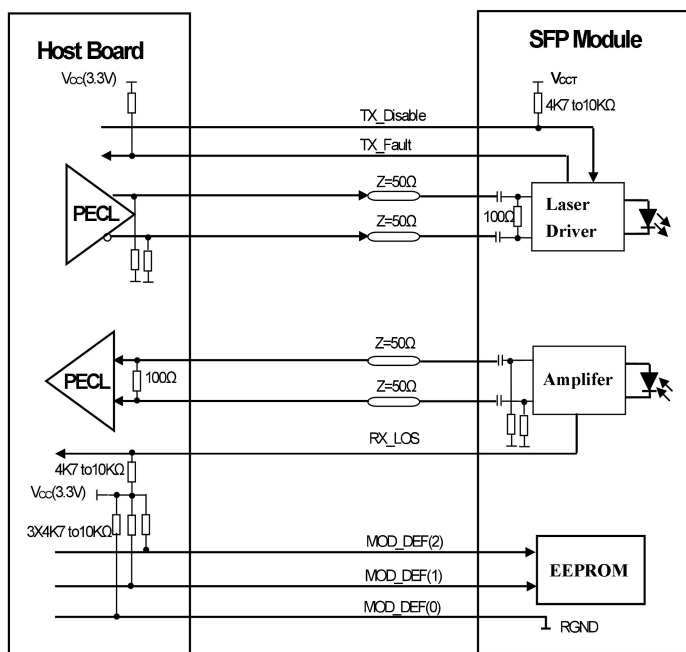 Host Board
SFP Module
VCC(3.3V)
VCCT
4K7 to10KΩ
TX_Disable
TX_Fault
Z=50Ω
PECL
100Ω
Laser
Driver
Z=50Ω
Z=50Ω
PECL
100Ω
Z=50Ω
Amplifer
RX_LOS
4K7 to10KΩ
VCC(3.3V)
3X4K7 to10KΩ
MOD_DEF(2)
MOD_DEF(1)
EEPROM
MOD_DEF(0)
RGND